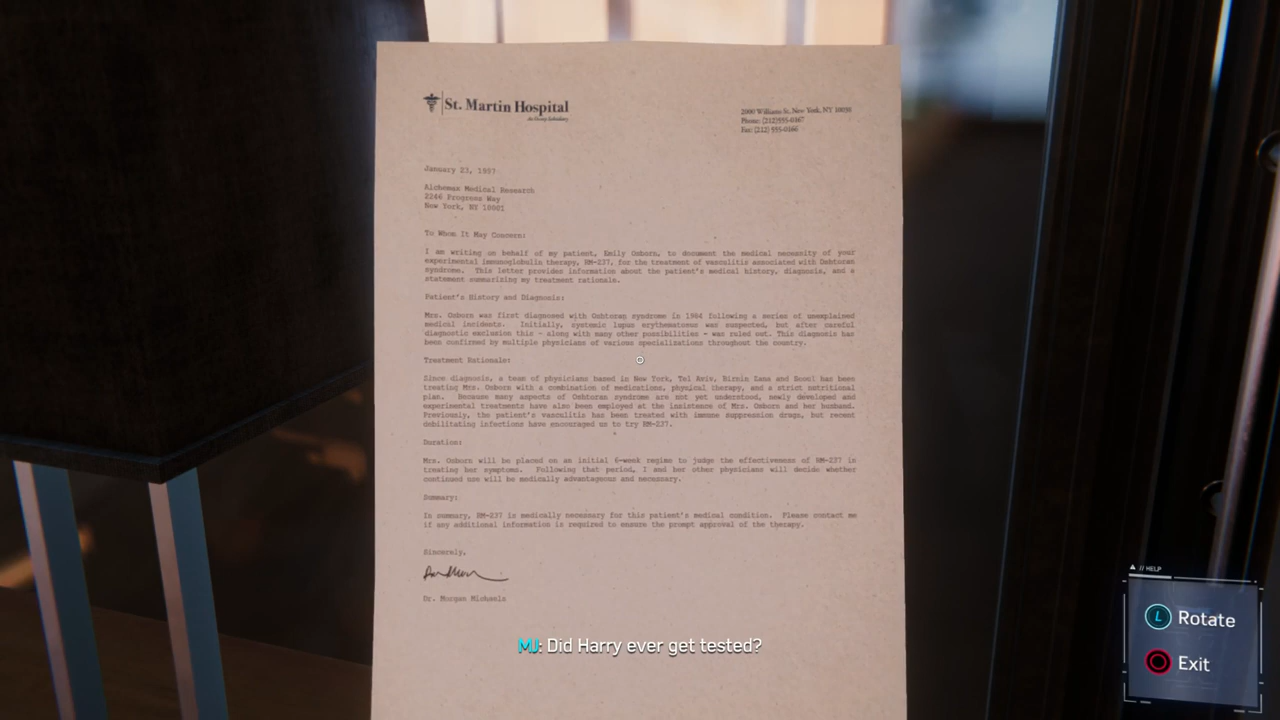 St. Martin Hospital
2000 Williams St, New York, NY 10038
Phone: (212)555-0167
Fax: (212) 555-0166
January 23, 1987
Alchemax Medical Research
2246 Progress Way
New York, NY 10001
To Whom It May Concern:
I am writing on behalf of my patient, Emily Osborn, to document the medical necessity of your
experimental immunoglobulin therapy, RM-237, for the treatment of vasculitis associated with Oshtoran
syndrome. This letter provides information about the patient's medical history, diagnosis, and a
statement summarizing my treatment rationale.
Patient's History and Diagnosis:
Mrs. Osborn was first diagnosed with Oshtoran syndrome in 1984 following a series of unexplained
medical incidents. Initially, systemic lupus erythematosus was suspected, but after careful
diagnostic exclusion this - along with many other possibilities - was ruled out. This diagnosis has
been confirmed by multiple physicians of various specializations throughout the country.
Treatment Rationale:
Since diagnosis, a team of physicians based in New York, Tel Aviv, Birnin Zana and Seoul has been
treating Mrs. Osborn with a combination of medications, physical therapy, and a strict nutritional
plan. Because many aspects of Oshtoran syndrome are not yet understood, newly developed and
experimental treatments have also been employed at the insistence of Mrs. Osborn and her husband.
Previously, the patient's vasculitis has been treated with immune suppression drugs, but recent
debilitating infections have encouraged us to try RM-237.
Duration:
Mrs. Osborn will be placed on an initial 6-week regime to judge the effectiveness of RM-237 in
treating her symptoms. Following that period, I and her other physicians will decide whether
continued use will be medically advantageous and necessary.
Summary:
In summary, RM-237 is medically necessary for this patient's medical condition. Please contact me
if any additional information is required to ensure the prompt approval of the therapy.
Sincerely,
Dr. Morgan Michaels
MJ: Did Harry ever get tested?
// HELP
L Rotate
Exit